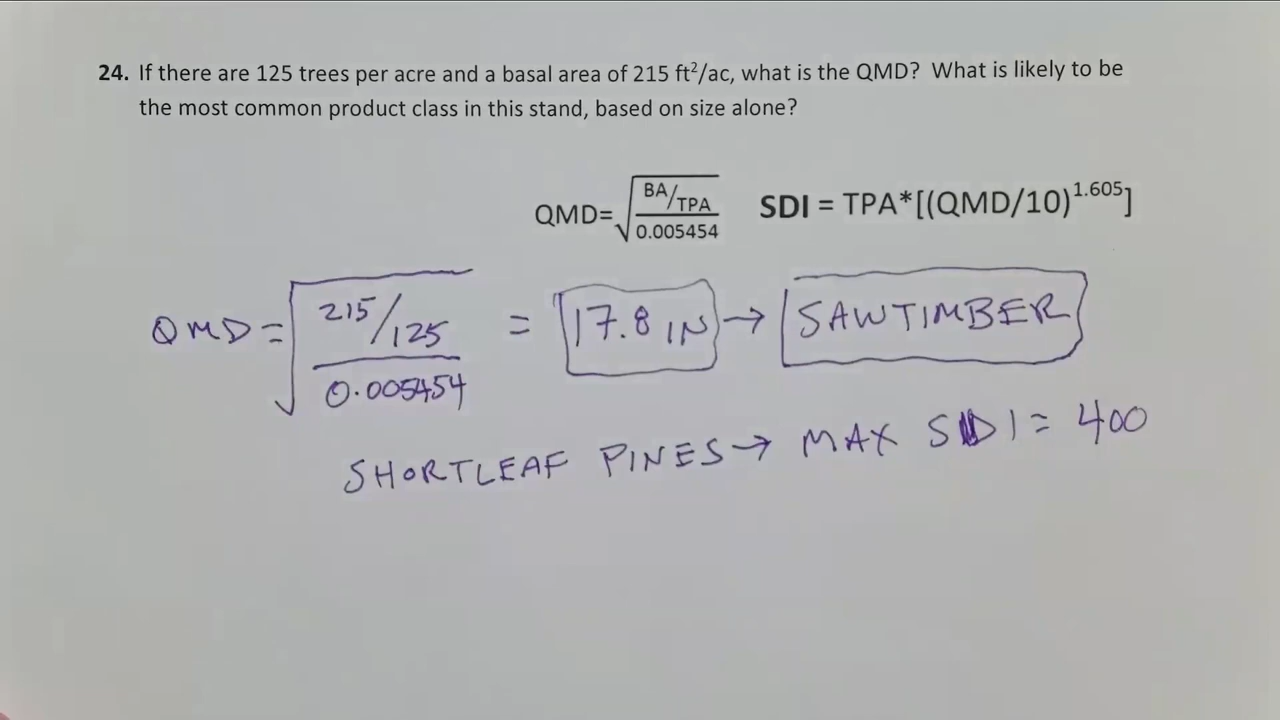 24. If there are 125 trees per acre and a basal area of 215 ft²/ac, what is the QMD? What is likely to be
the most common product class in this stand, based on size alone?
QMD=√((BA/TPA)/0.005454) SDI = TPA*[(QMD/10)^1.605]
QMD = √((215/125)/0.005454) = 17.8 IN → SAWTIMBER
SHORTLEAF PINES → MAX SDI = 400